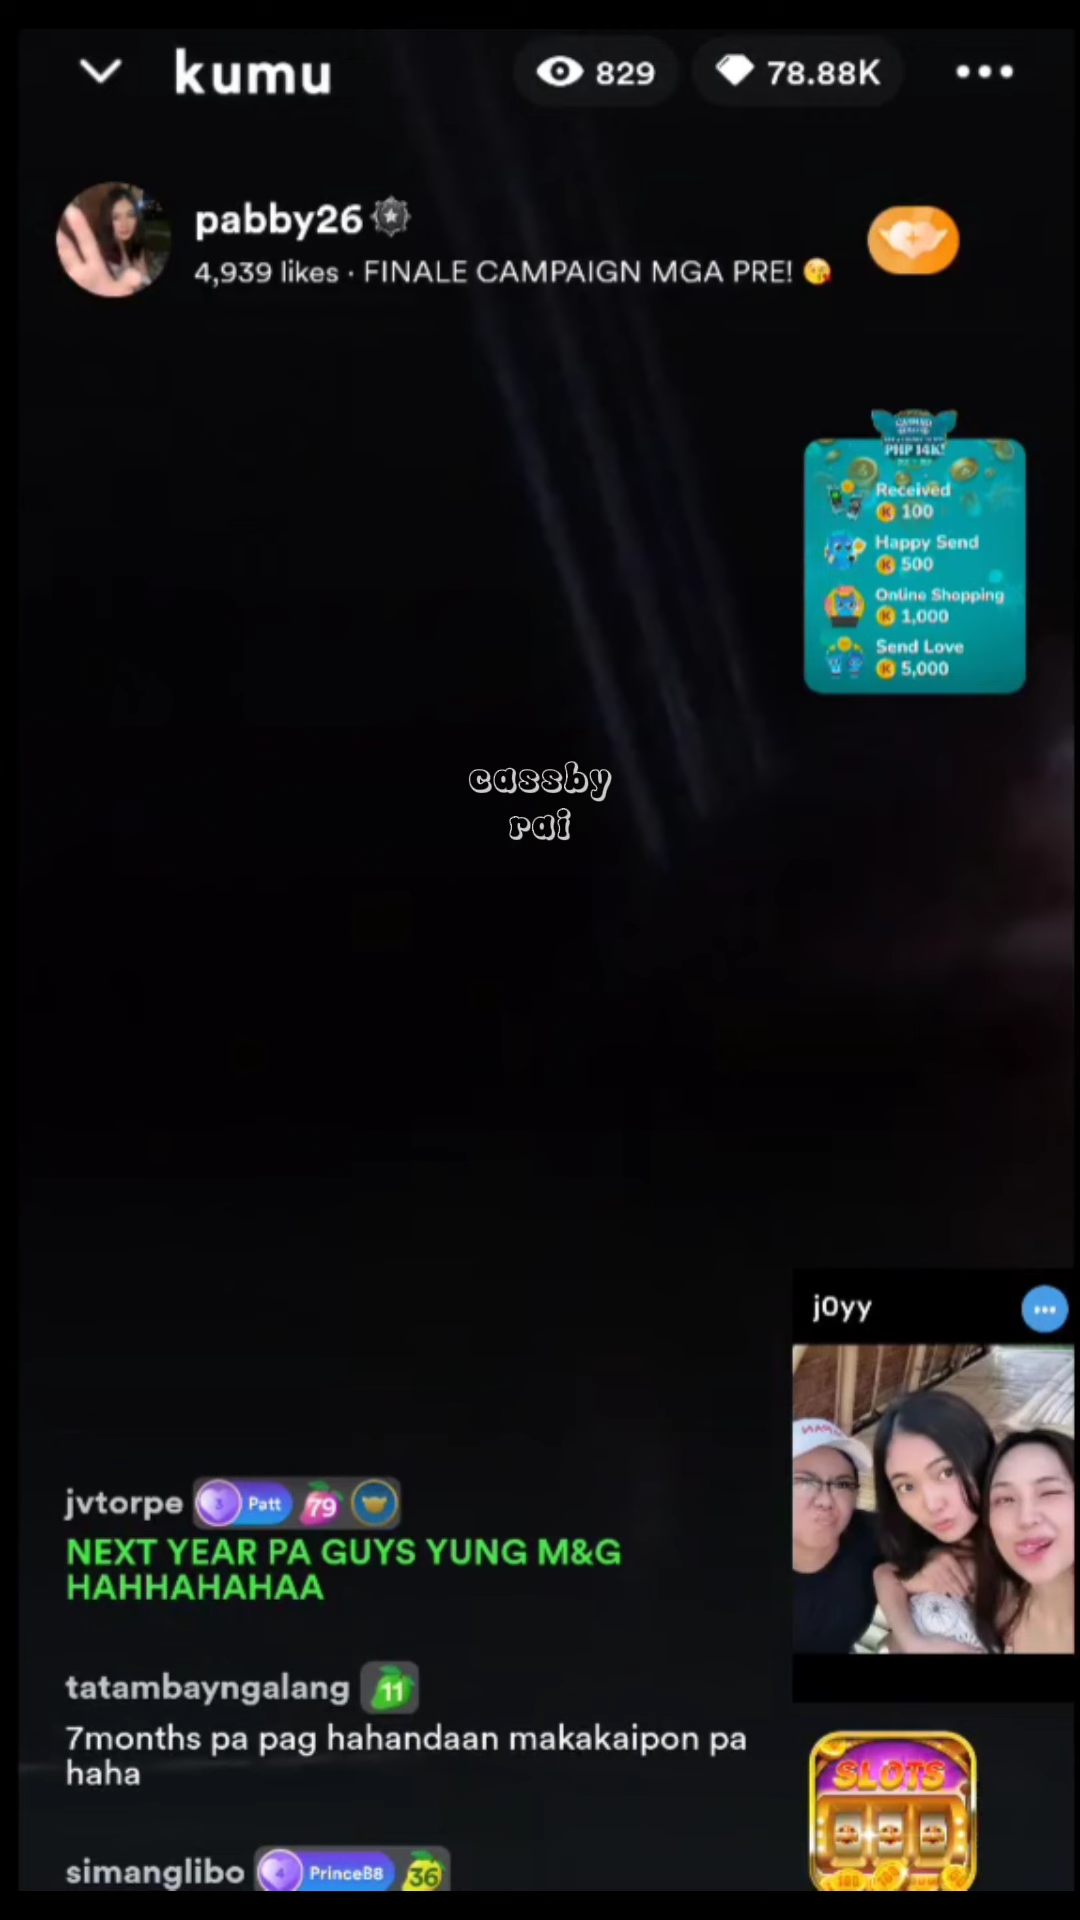 kumu
829
78.88K
pabby26
4,939 likes · FINALE CAMPAIGN MGA PRE! 😘
PHP 14K!
Received
K 100
Happy Send
K 500
Online Shopping
K 1,000
Send Love
K 5,000
cassby
rai
j0yy
jvtorpe 3 Patt 79
NEXT YEAR PA GUYS YUNG M&G
HAHHAHAHAA
tatambayngalang 11
7months pa pag hahandaan makakaipon pa
haha
SLOTS
simanglibo 4 PrinceB8 36